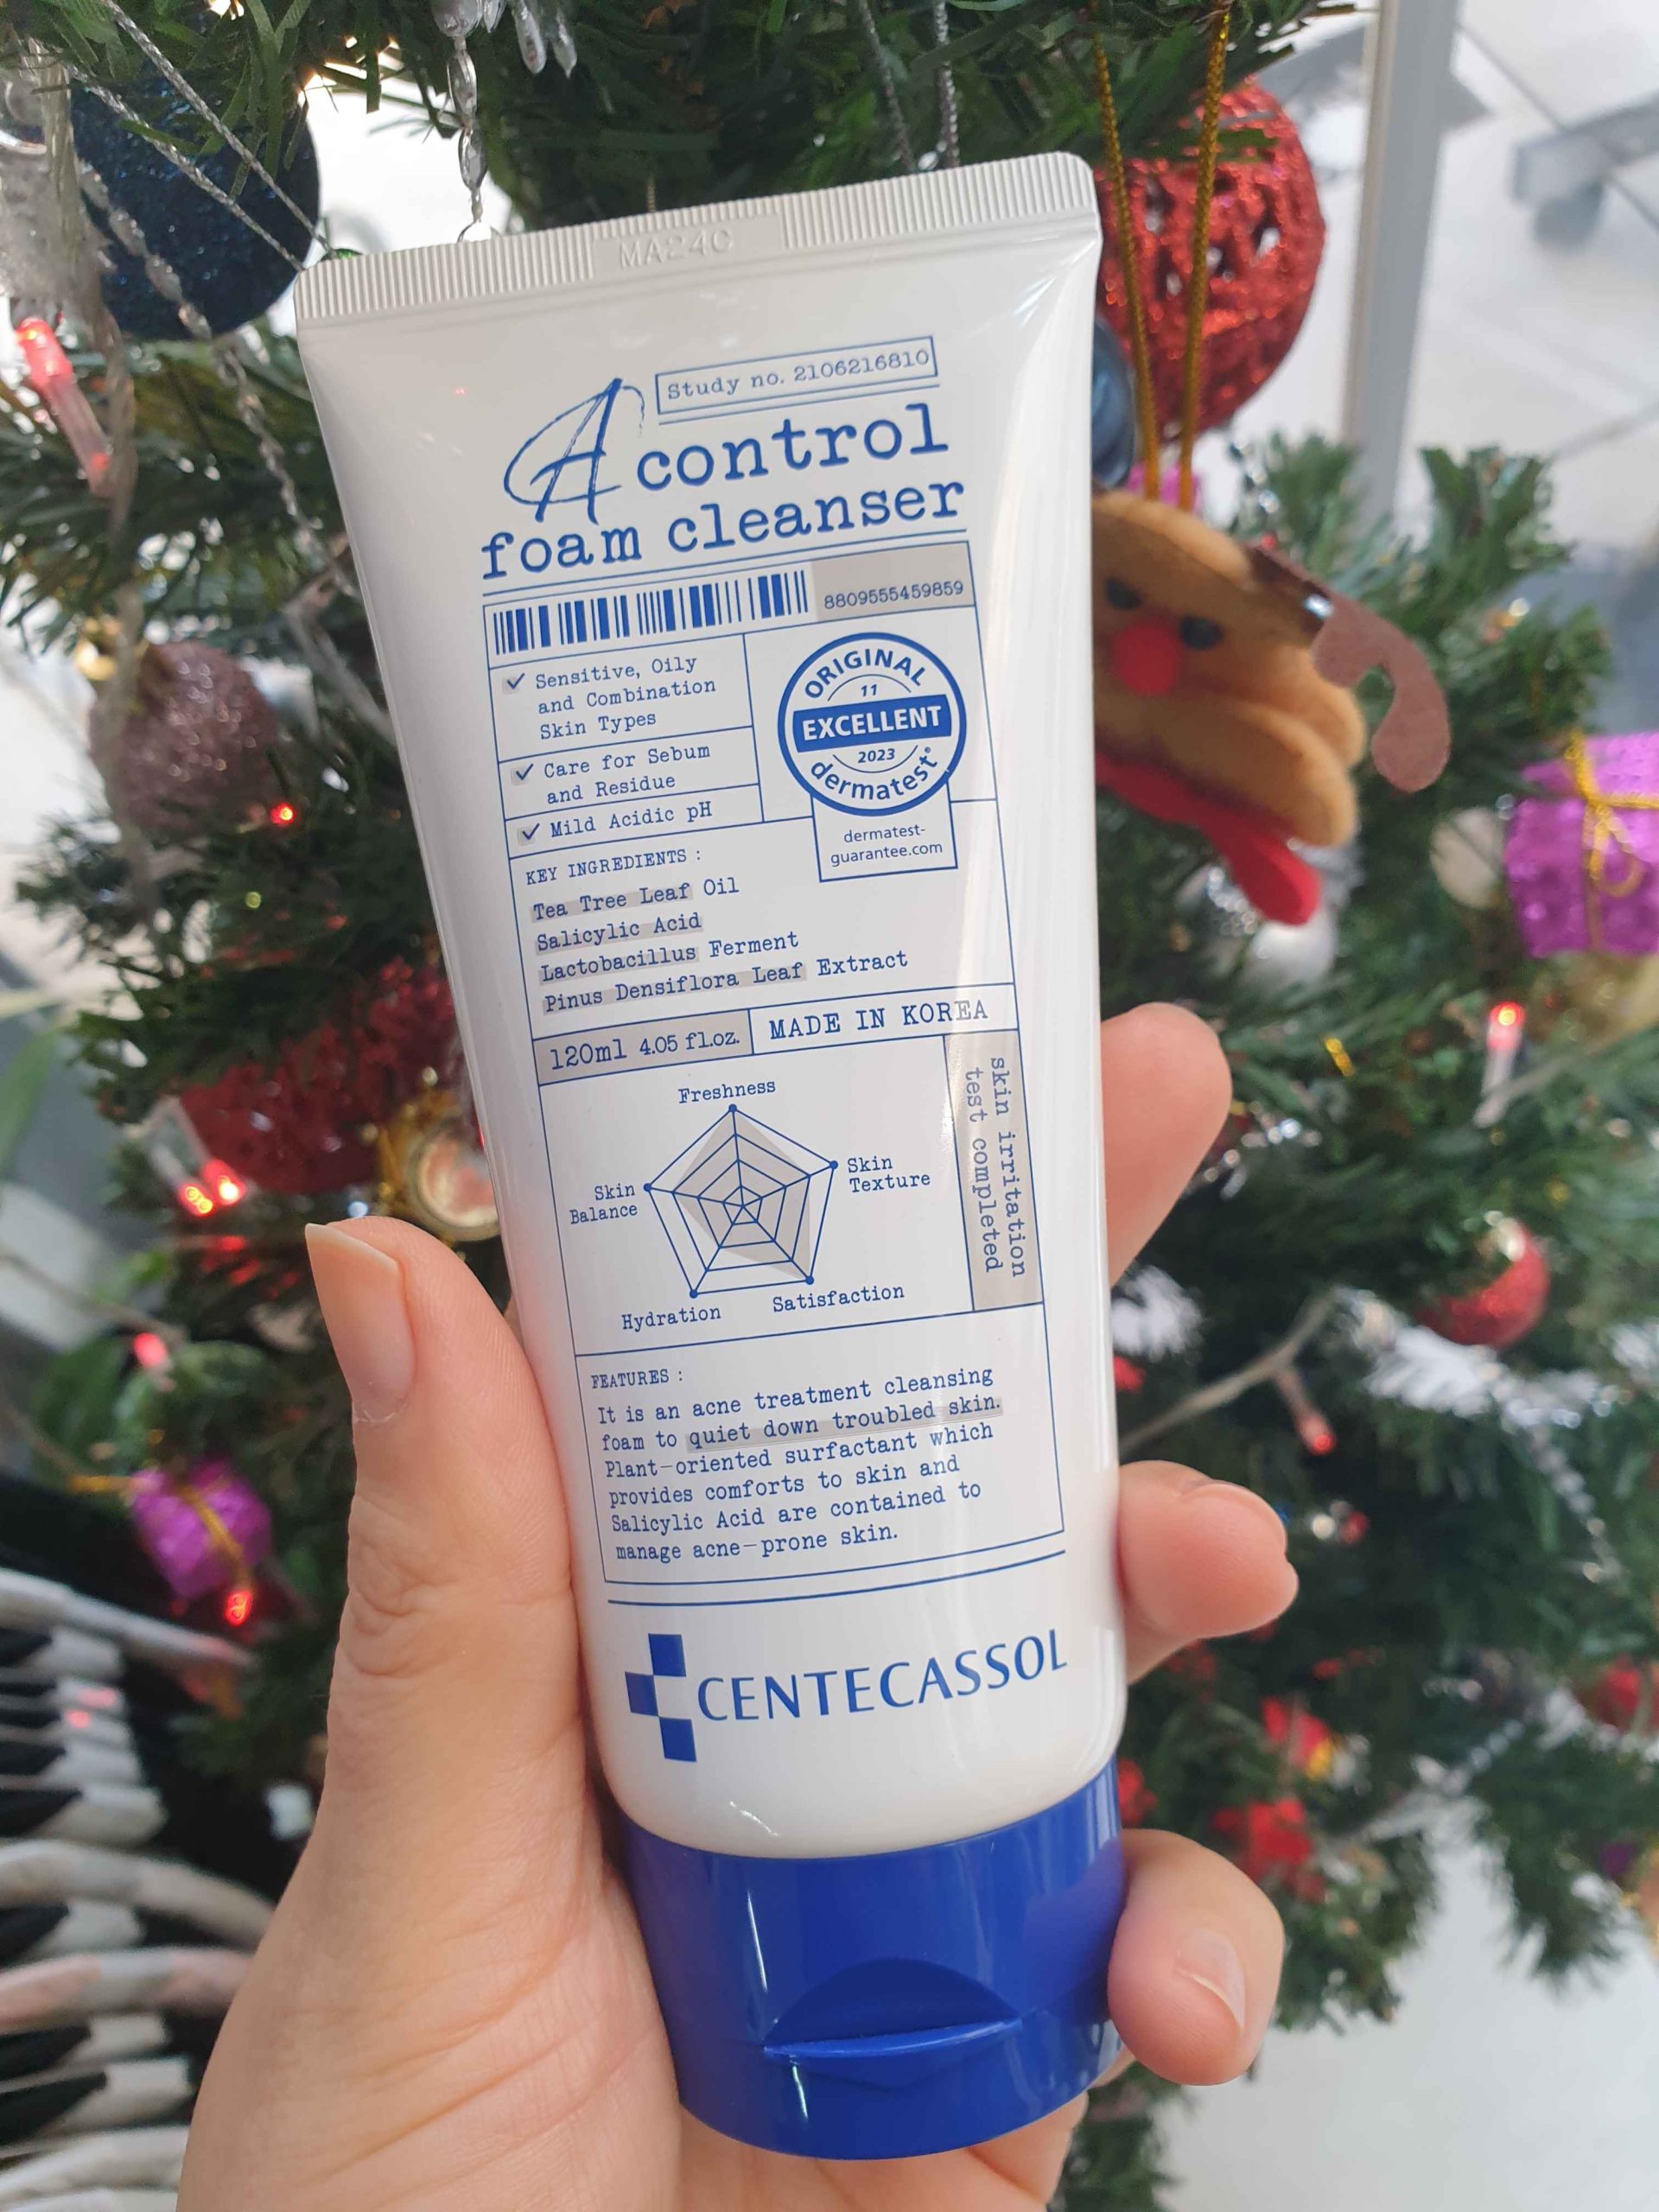 MA24C
Study no. 2106216810
A control
foam cleanser
8809555459859
Sensitive, Oily
and Combination
Skin Types
Care for Sebum
and Residue
Mild Acidic pH
ORIGINAL
11
EXCELLENT
2023
dermatest®
dermatest-
guarantee.com
KEY INGREDIENTS :
Tea Tree Leaf Oil
Salicylic Acid
Lactobacillus Ferment
Pinus Densiflora Leaf Extract
120ml 4.05 fl.oz.
MADE IN KOREA
Freshness
Skin
Texture
Skin
Balance
Hydration
Satisfaction
skin irritation
test completed
FEATURES :
It is an acne treatment cleansing
foam to quiet down troubled skin.
Plant-oriented surfactant which
provides comforts to skin and
Salicylic Acid are contained to
manage acne-prone skin.
CENTECASSOL